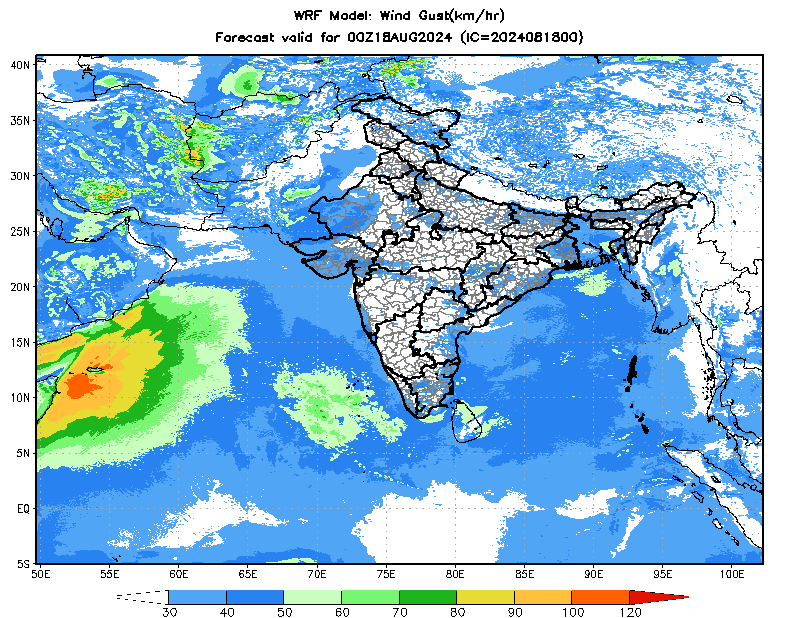 WRF Model: Wind Gust(km/hr)
Forecast valid for 00Z18AUG2024 (IC=2024081800)
40N
35N
30N
25N
20N
15N
10N
5N
EQ
5S
50E 55E 60E 65E 70E 75E 80E 85E 90E 95E 100E
30 40 50 60 70 80 90 100 120